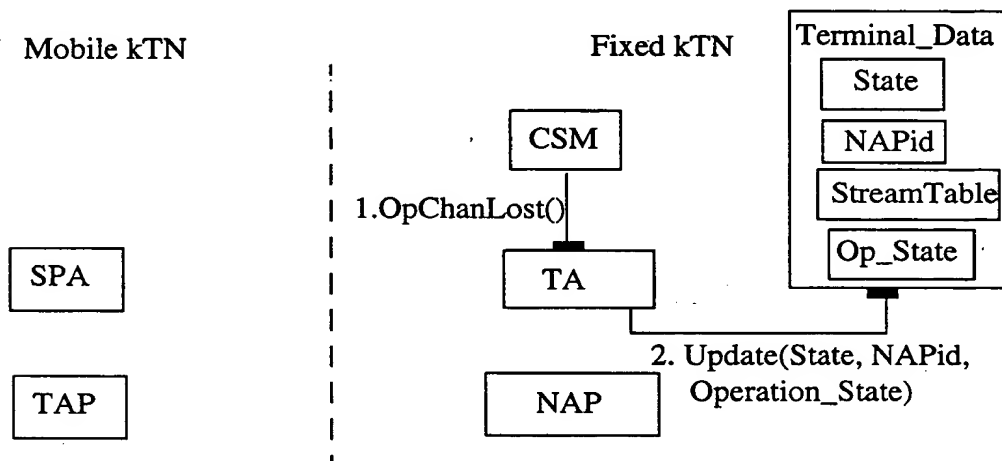 Mobile kTN
Fixed kTN
Terminal_Data
State
NAPid
StreamTable
Op_State
CSM
1.OpChanLost()
SPA
TA
2. Update(State, NAPid,
Operation_State)
TAP
NAP